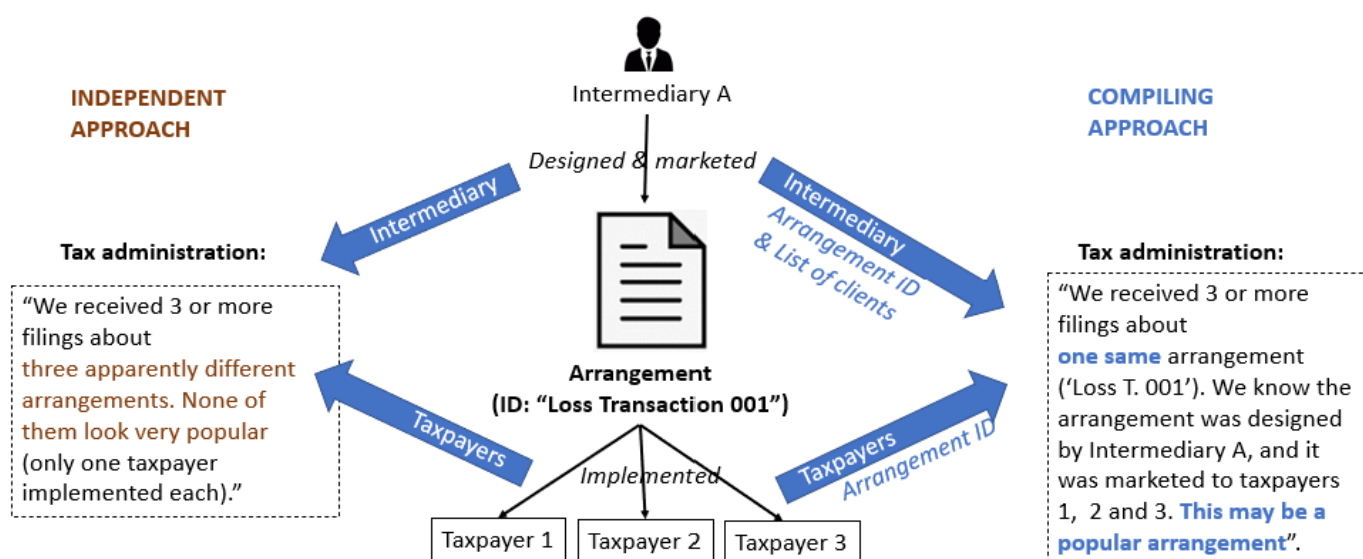 Intermediary A
INDEPENDENT
APPROACH
COMPILING
APPROACH
Designed & marketed
Intermediary
Intermediary
Arrangement ID
& List of clients
Tax administration:
“We received 3 or more
filings about
three apparently different
arrangements. None of
them look very popular
(only one taxpayer
implemented each).”
Arrangement
(ID: “Loss Transaction 001”)
Taxpayers
Taxpayers
Arrangement ID
Implemented
Taxpayer 1
Taxpayer 2
Taxpayer 3
Tax administration:
“We received 3 or more
filings about
one same arrangement
(‘Loss T. 001’). We know the
arrangement was designed
by Intermediary A, and it
was marketed to taxpayers
1, 2 and 3. This may be a
popular arrangement”.